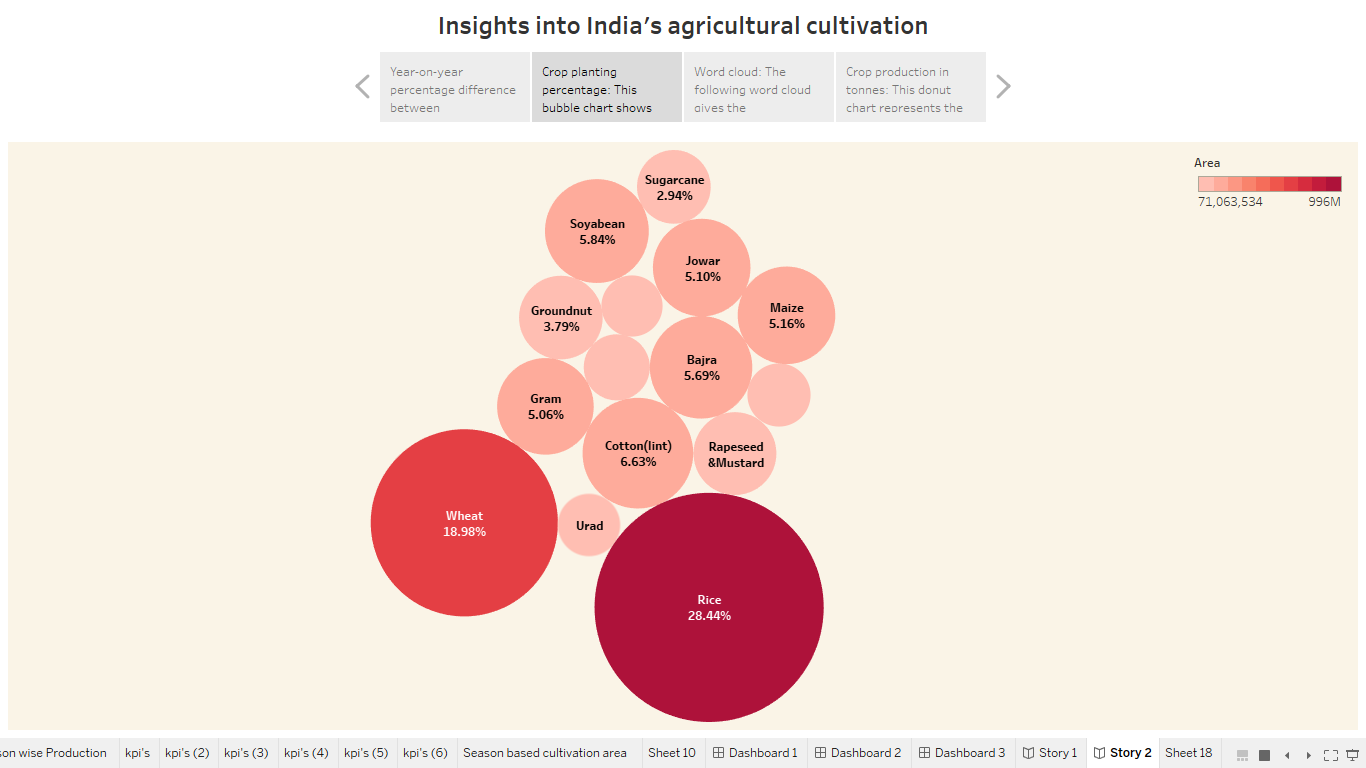 Insights into India's agricultural cultivation
Year-on-year
percentage difference
between
Crop planting
percentage: This
bubble chart shows
Word cloud: The
following word cloud
gives the
Crop production in
tonnes: This donut
chart represents the
Area
71,063,534 996M
Sugarcane
2.94%
Soyabean
5.84%
Jowar
5.10%
Groundnut
3.79%
Maize
5.16%
Bajra
5.69%
Gram
5.06%
Cotton(lint)
6.63%
Rapeseed
&Mustard
Wheat
18.98%
Urad
Rice
28.44%
son wise Production kpi's kpi's (2) kpi's (3) kpi's (4) kpi's (5) kpi's (6) Season based cultivation area Sheet 10 Dashboard 1 Dashboard 2 Dashboard 3 Story 1 Story 2 Sheet 18